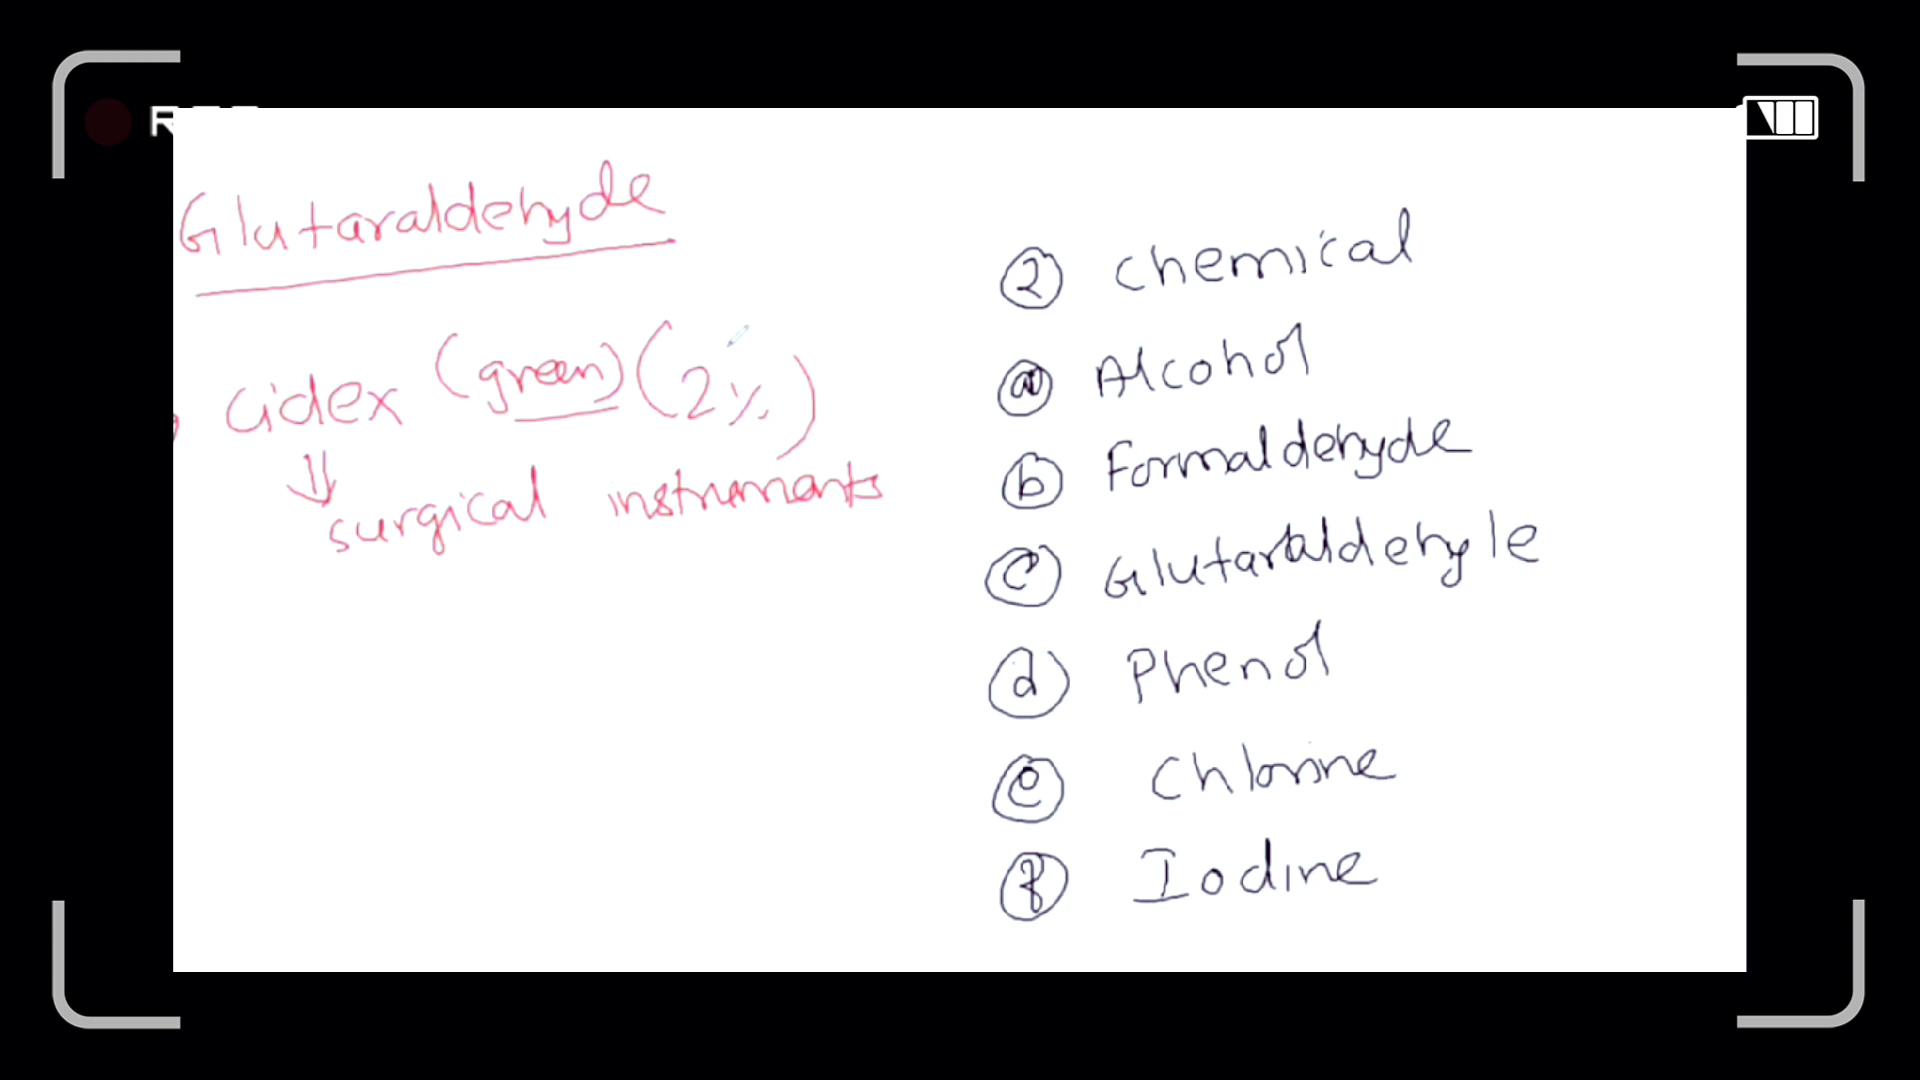 Glutaraldehyde
cidex (green) (2%)
surgical instruments
② Chemical
ⓐ Alcohol
ⓑ Formaldehyde
ⓒ Glutaraldehyle
ⓓ Phenol
ⓔ Chlorine
ⓕ Iodine